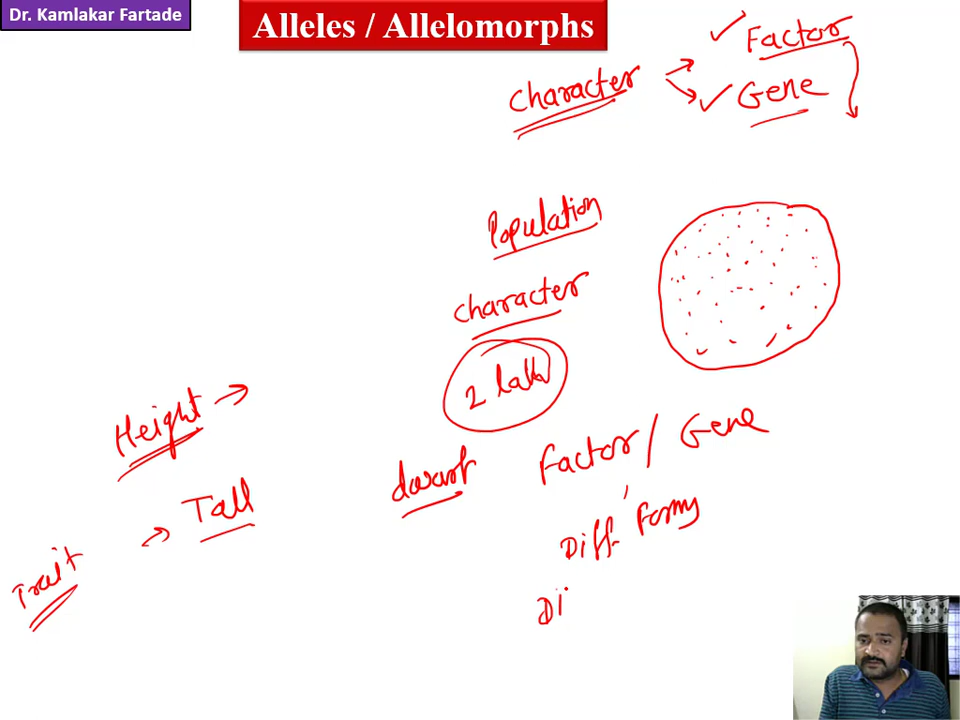 Dr. Kamlakar Fartade
Alleles / Allelomorphs
Factor
Character
Gene
Population
character
2 lakh
Height
dwarf
Factor / Gene
Tall
Diff. Forms
Trait
Di